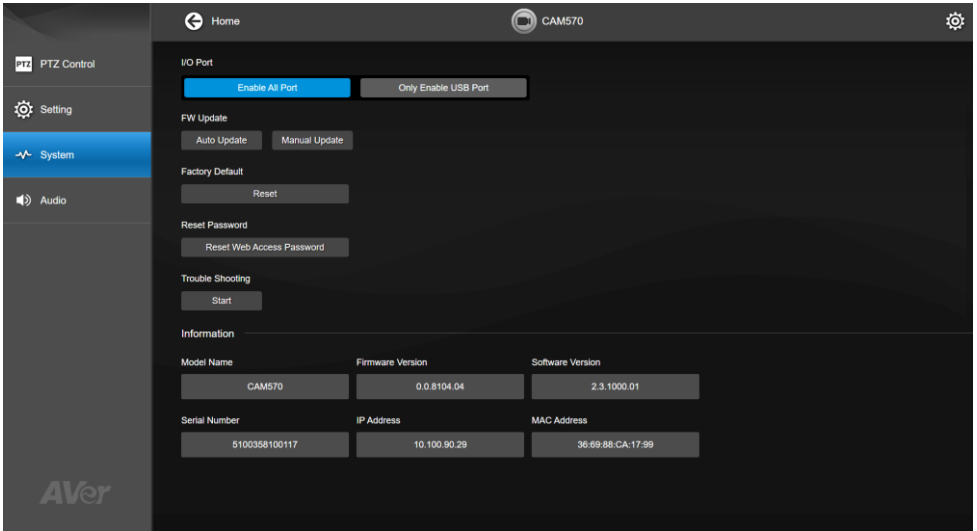 Home
CAM570
PTZ PTZ Control
Setting
System
Audio
I/O Port
Enable All Port Only Enable USB Port
FW Update
Auto Update Manual Update
Factory Default
Reset
Reset Password
Reset Web Access Password
Trouble Shooting
Start
Information
Model Name Firmware Version Software Version
CAM570 0.0.8104.04 2.3.1000.01
Serial Number IP Address MAC Address
5100358100117 10.100.90.29 36:69:88:CA:17:99
AVer